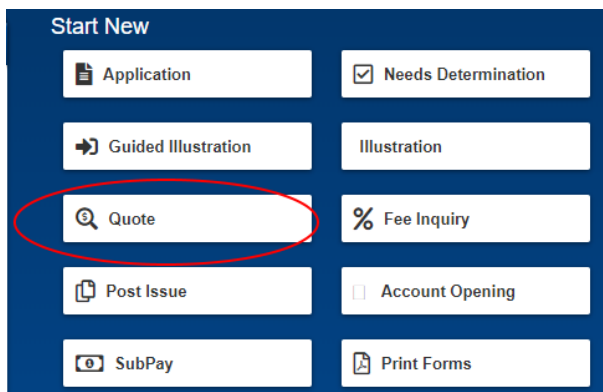 Start New
Application
Needs Determination
Guided Illustration
Illustration
Quote
Fee Inquiry
Post Issue
Account Opening
SubPay
Print Forms